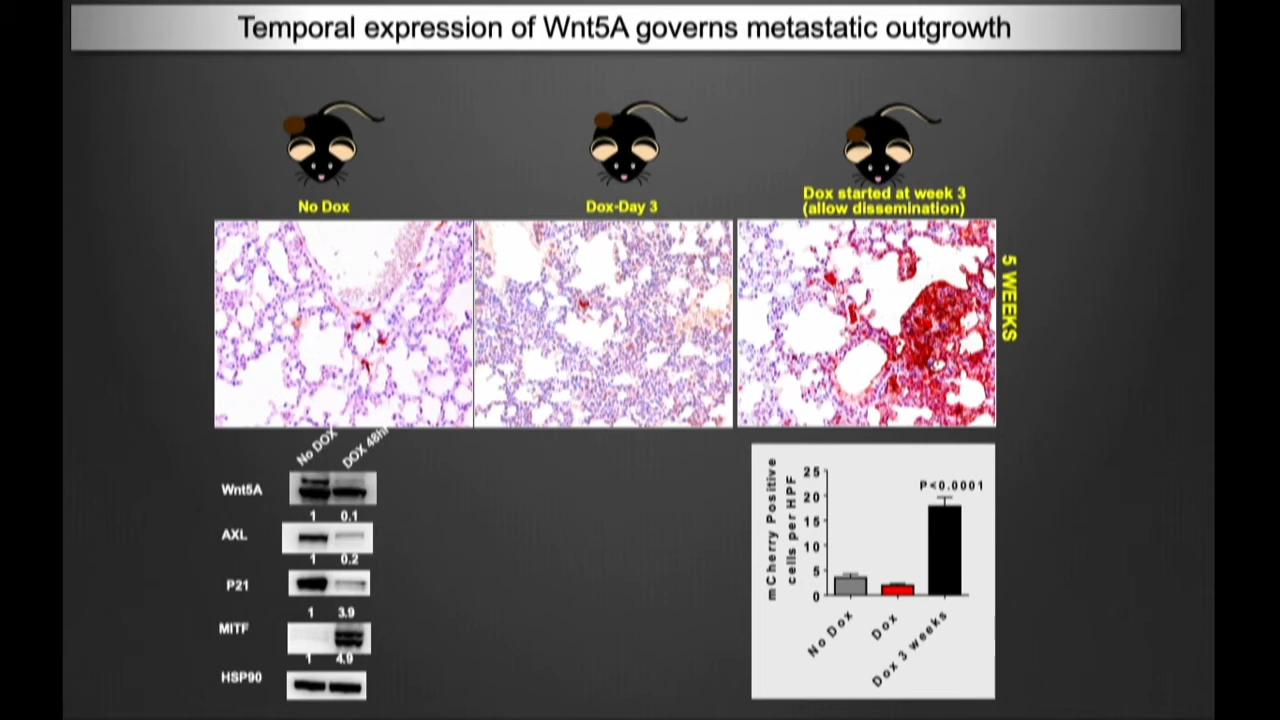 Temporal expression of Wnt5A governs metastatic outgrowth
No Dox
Dox-Day 3
Dox started at week 3
(allow dissemination)
5 WEEKS
No DOX
DOX 48hr
Wnt5A
1 0.1
AXL
1 0.2
P21
1 3.9
MITF
1 4.9
HSP90
mCherry Positive
cells per HPF
25
20
15
10
5
0
P<0.0001
No Dox
Dox
Dox 3 weeks